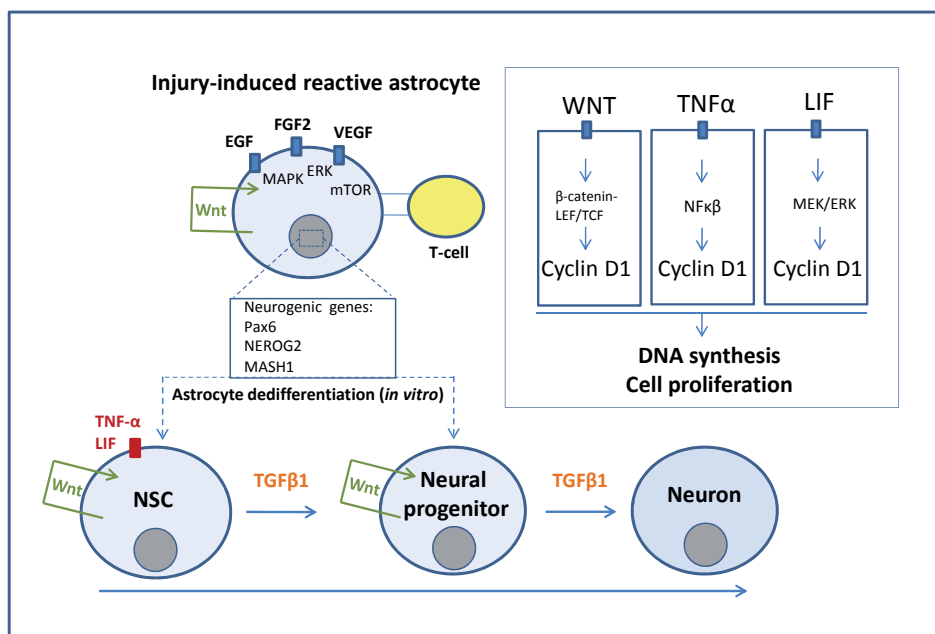 Injury-induced reactive astrocyte
FGF2
EGF
VEGF
MAPK
ERK
mTOR
Wnt
T-cell
Neurogenic genes:
Pax6
NEROG2
MASH1
Astrocyte dedifferentiation (in vitro)
WNT
TNFα
LIF
β-catenin-
LEF/TCF
NFκβ
MEK/ERK
Cyclin D1
Cyclin D1
Cyclin D1
DNA synthesis
Cell proliferation
TNF-α
LIF
Wnt
NSC
TGFβ1
Wnt
Neural
progenitor
TGFβ1
Neuron